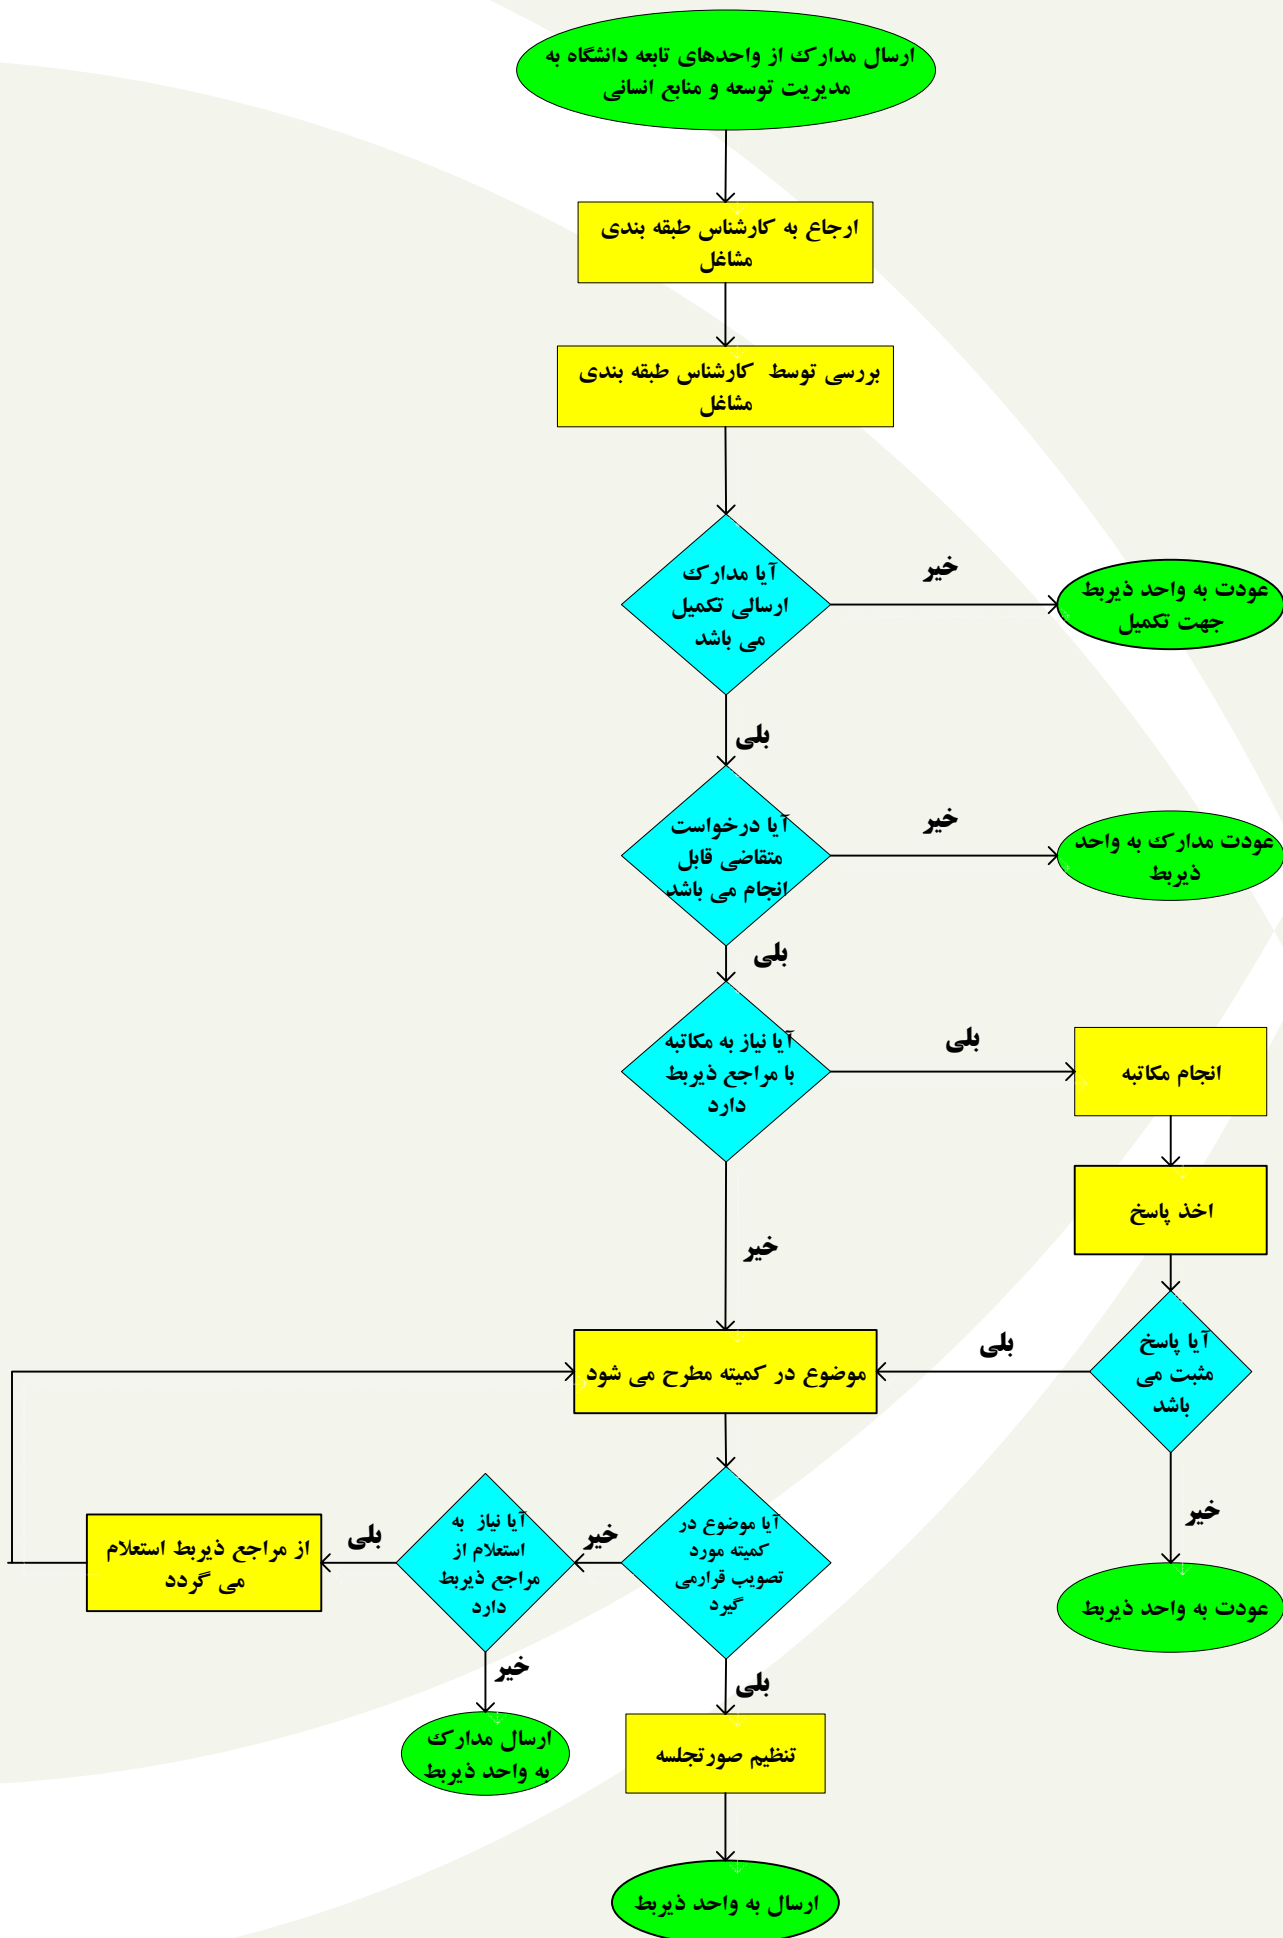 ارسال مدارک از واحدهای تابعه دانشگاه به
مدیریت توسعه و منابع انسانی
ارجاع به کارشناس طبقه بندی
مشاغل
بررسی توسط کارشناس طبقه بندی
مشاغل
آیا مدارک
ارسالی تکمیل
می باشد
خیر
عودت به واحد ذیربط
جهت تکمیل
بلی
آیا درخواست
متقاضی قابل
انجام می باشد
خیر
عودت مدارک به واحد
ذیربط
بلی
آیا نیاز به مکاتبه
با مراجع ذیربط
دارد
بلی
انجام مکاتبه
اخذ پاسخ
خیر
آیا پاسخ
مثبت می
باشد
بلی
موضوع در کمیته مطرح می شود
خیر
عودت به واحد ذیربط
آیا موضوع در
کمیته مورد
تصویب قرارمی
گیرد
خیر
آیا نیاز به
استعلام از
مراجع ذیربط
دارد
بلی
از مراجع ذیربط استعلام
می گردد
خیر
ارسال مدارک
به واحد ذیربط
بلی
تنظیم صورتجلسه
ارسال به واحد ذیربط